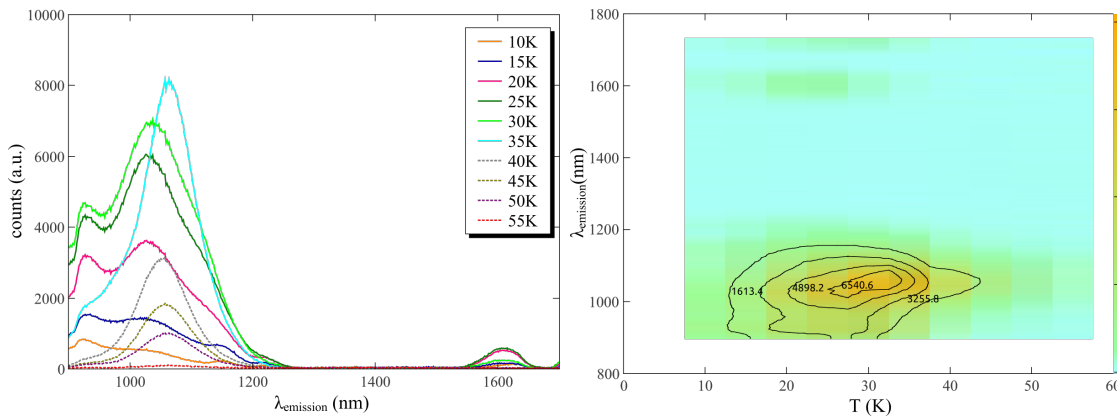 10000
8000
6000
4000
2000
0
counts (a.u.)
1000
1200
1400
1600
λemission (nm)
10K
15K
20K
25K
30K
35K
40K
45K
50K
55K
1800
1600
1400
1200
1000
800
λemission(nm)
0
10
20
30
40
50
60
T (K)
1613.4
4898.2
6540.6
3255.8